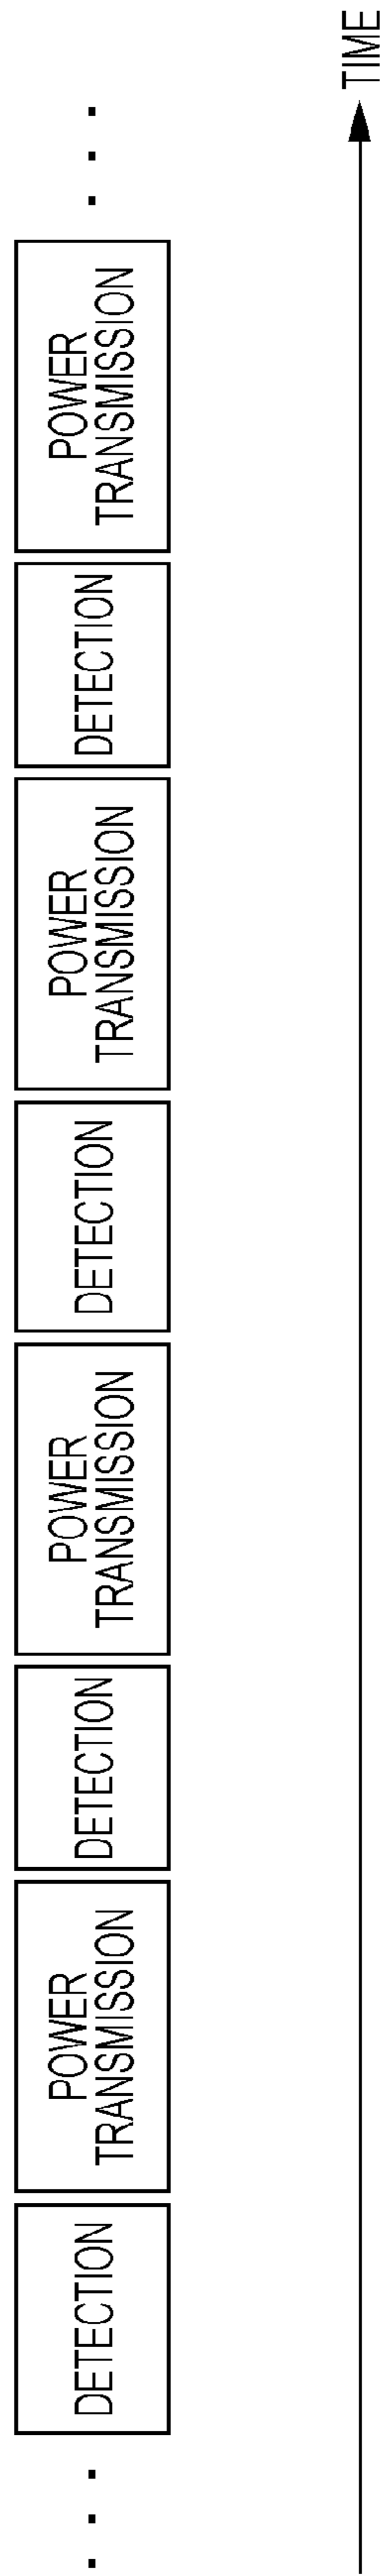 . . .
DETECTION
POWER
TRANSMISSION
DETECTION
POWER
TRANSMISSION
DETECTION
POWER
TRANSMISSION
DETECTION
POWER
TRANSMISSION
. . .
TIME